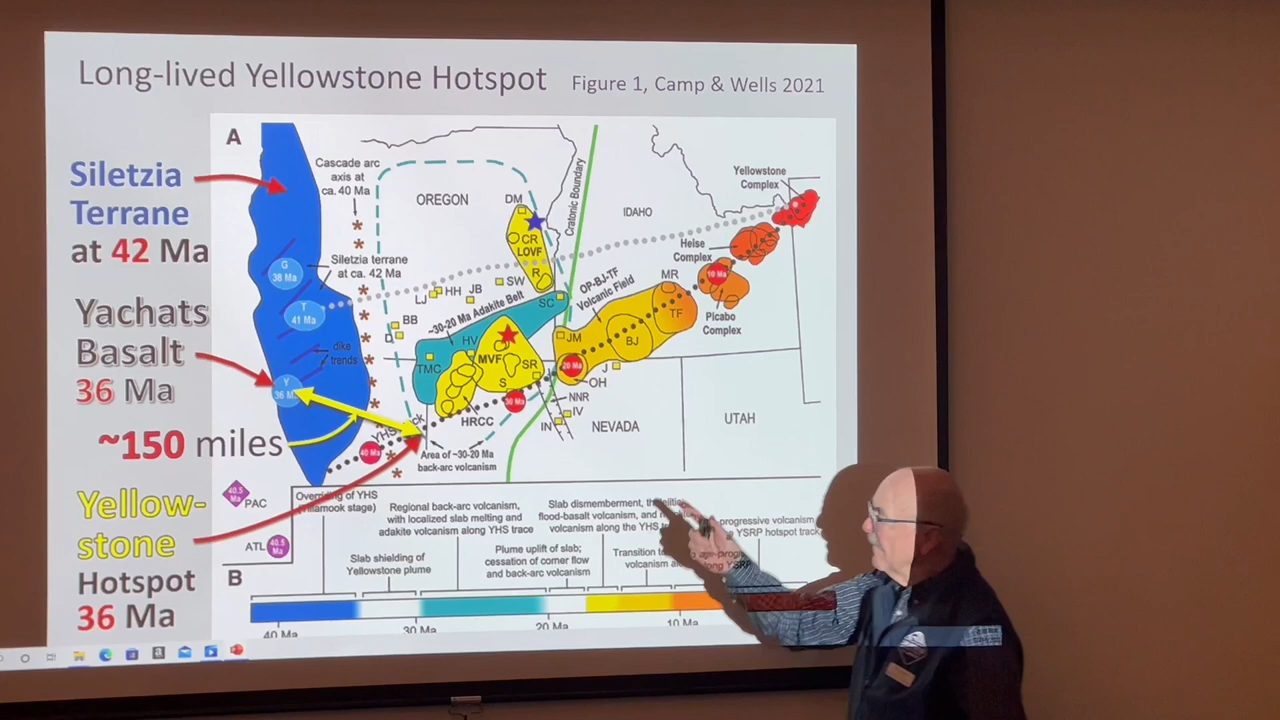 Long-lived Yellowstone Hotspot Figure 1, Camp & Wells 2021
A
Siletzia
Terrane
at 42 Ma
Yachats
Basalt
36 Ma
~150 miles
Yellow-
stone
Hotspot
36 Ma
Cascade arc
axis at
ca. 40 Ma
OREGON
DM
Cratonic Boundary
IDAHO
Yellowstone
Complex
CR
LOVF
R
Heise
Complex
G
38 Ma
Siletzia terrane
at ca. 42 Ma
LJ
HH
JB
SW
SC
OP-BJ-TF
Volcanic Field
MR
10 Ma
Picabo
Complex
T
41 Ma
~30-20 Ma Adakite Belt
BB
D
TF
BJ
JM
dike
trends
HV
MVF
SR
TMC
20 Ma
J
OH
Y
36 M
S
30 Ma
NNR
IV
IN
HRCC
NEVADA
UTAH
YHS
40 Ma
Area of ~30-20 Ma
back-arc volcanism
40.5
Ma
PAC
ATL
40.5
Ma
Overriding of YHS
(Tillamook stage)
Regional back-arc volcanism,
with localized slab melting and
adakite volcanism along YHS trace
Slab dismemberment,
flood-basalt volcanism, and
volcanism along the YHS
progressive volcanism
YSRP hotspot track
Slab shielding of
Yellowstone plume
Plume uplift of slab;
cessation of corner flow
and back-arc volcanism
Transition to
volcanism
along YSRP
B
40 Ma
30 Ma
20 Ma
10 Ma